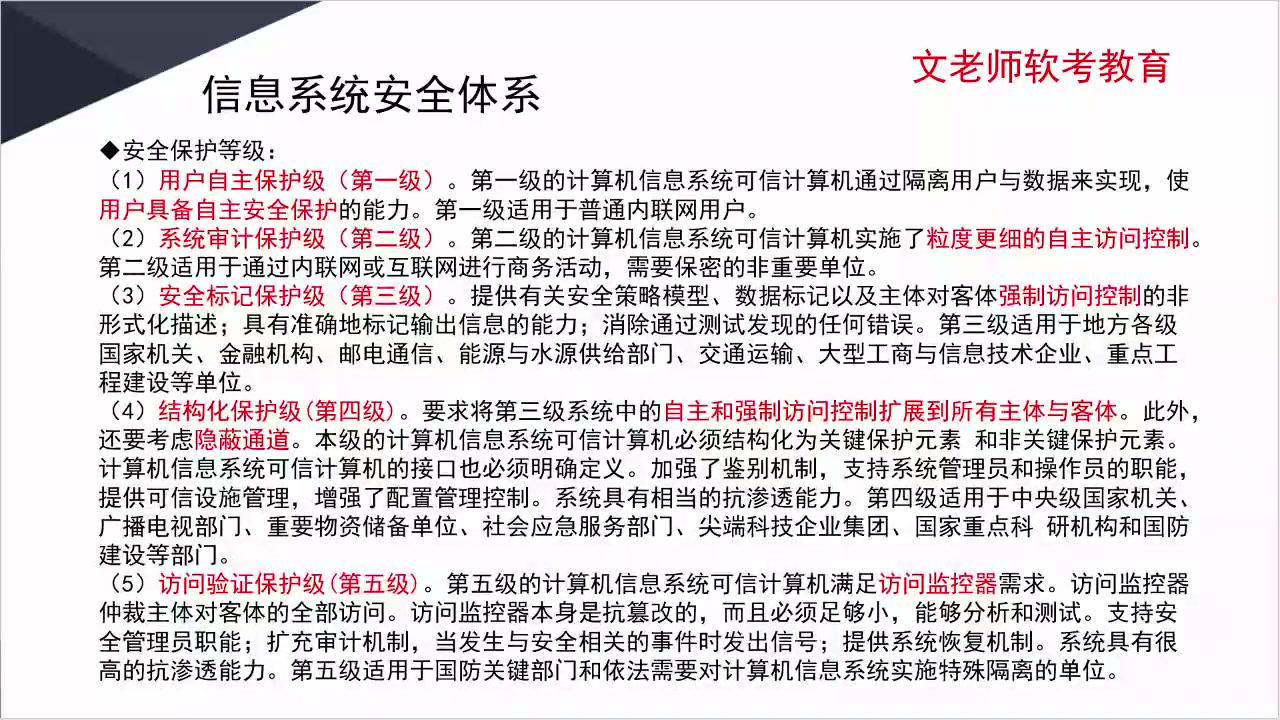 文老师软考教育
信息系统安全体系
◆安全保护等级：
（1）用户自主保护级（第一级）。第一级的计算机信息系统可信计算机通过隔离用户与数据来实现，使
用户具备自主安全保护的能力。第一级适用于普通内联网用户。
（2）系统审计保护级（第二级）。第二级的计算机信息系统可信计算机实施了粒度更细的自主访问控制。
第二级适用于通过内联网或互联网进行商务活动，需要保密的非重要单位。
（3）安全标记保护级（第三级）。提供有关安全策略模型、数据标记以及主体对客体强制访问控制的非
形式化描述；具有准确地标记输出信息的能力；消除通过测试发现的任何错误。第三级适用于地方各级
国家机关、金融机构、邮电通信、能源与水源供给部门、交通运输、大型工商与信息技术企业、重点工
程建设等单位。
（4）结构化保护级(第四级)。要求将第三级系统中的自主和强制访问控制扩展到所有主体与客体。此外，
还要考虑隐蔽通道。本级的计算机信息系统可信计算机必须结构化为关键保护元素 和非关键保护元素。
计算机信息系统可信计算机的接口也必须明确定义。加强了鉴别机制，支持系统管理员和操作员的职能，
提供可信设施管理，增强了配置管理控制。系统具有相当的抗渗透能力。第四级适用于中央级国家机关、
广播电视部门、重要物资储备单位、社会应急服务部门、尖端科技企业集团、国家重点科 研机构和国防
建设等部门。
（5）访问验证保护级(第五级)。第五级的计算机信息系统可信计算机满足访问监控器需求。访问监控器
仲裁主体对客体的全部访问。访问监控器本身是抗篡改的，而且必须足够小，能够分析和测试。支持安
全管理员职能；扩充审计机制，当发生与安全相关的事件时发出信号；提供系统恢复机制。系统具有很
高的抗渗透能力。第五级适用于国防关键部门和依法需要对计算机信息系统实施特殊隔离的单位。